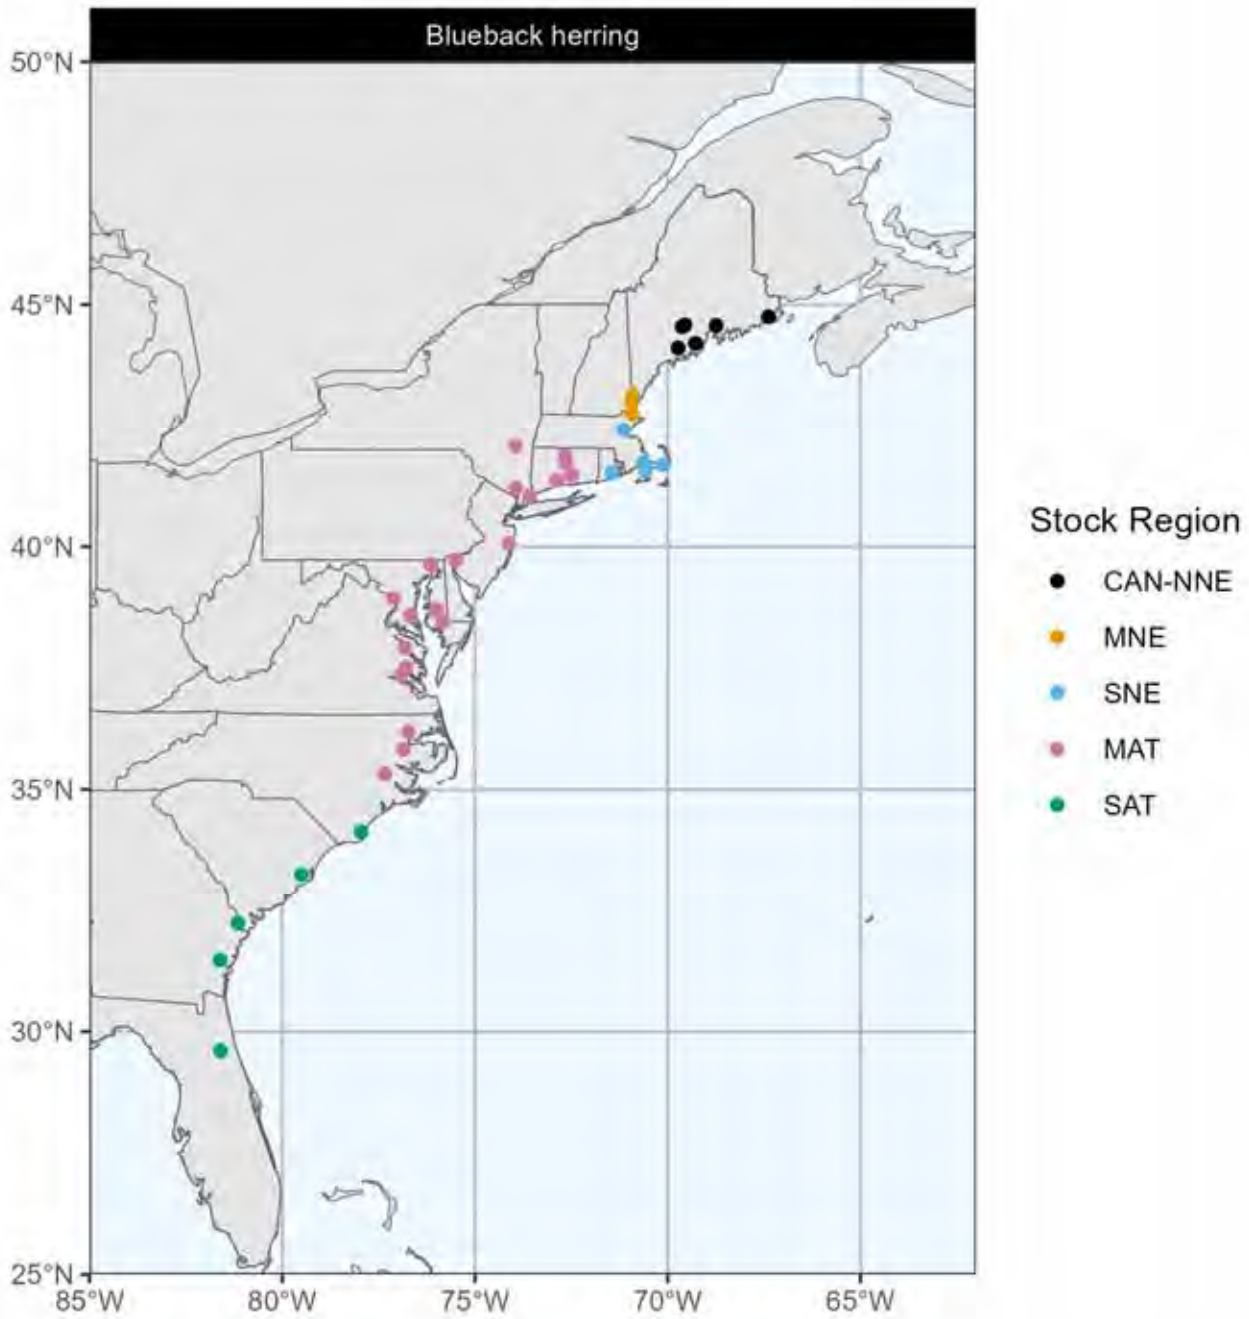 Blueback herring
50°N
45°N
40°N
35°N
30°N
25°N
85°W
80°W
75°W
70°W
65°W
Stock Region
CAN-NNE
MNE
SNE
MAT
SAT